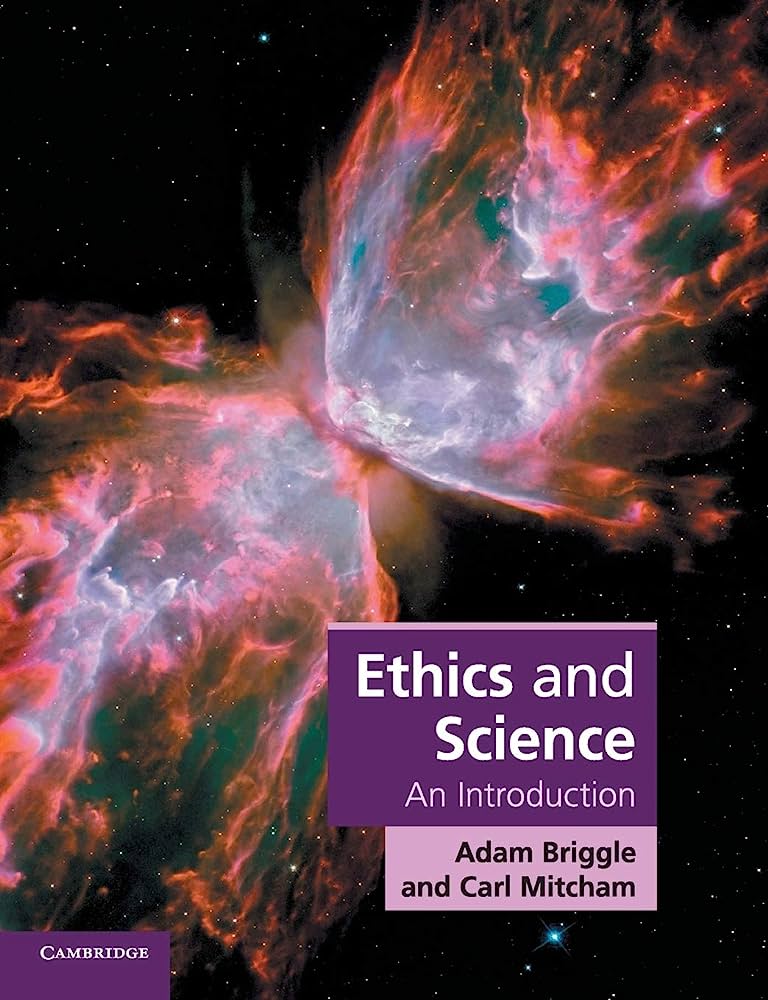 Ethics and
Science
An Introduction
Adam Briggle
and Carl Mitcham
CAMBRIDGE